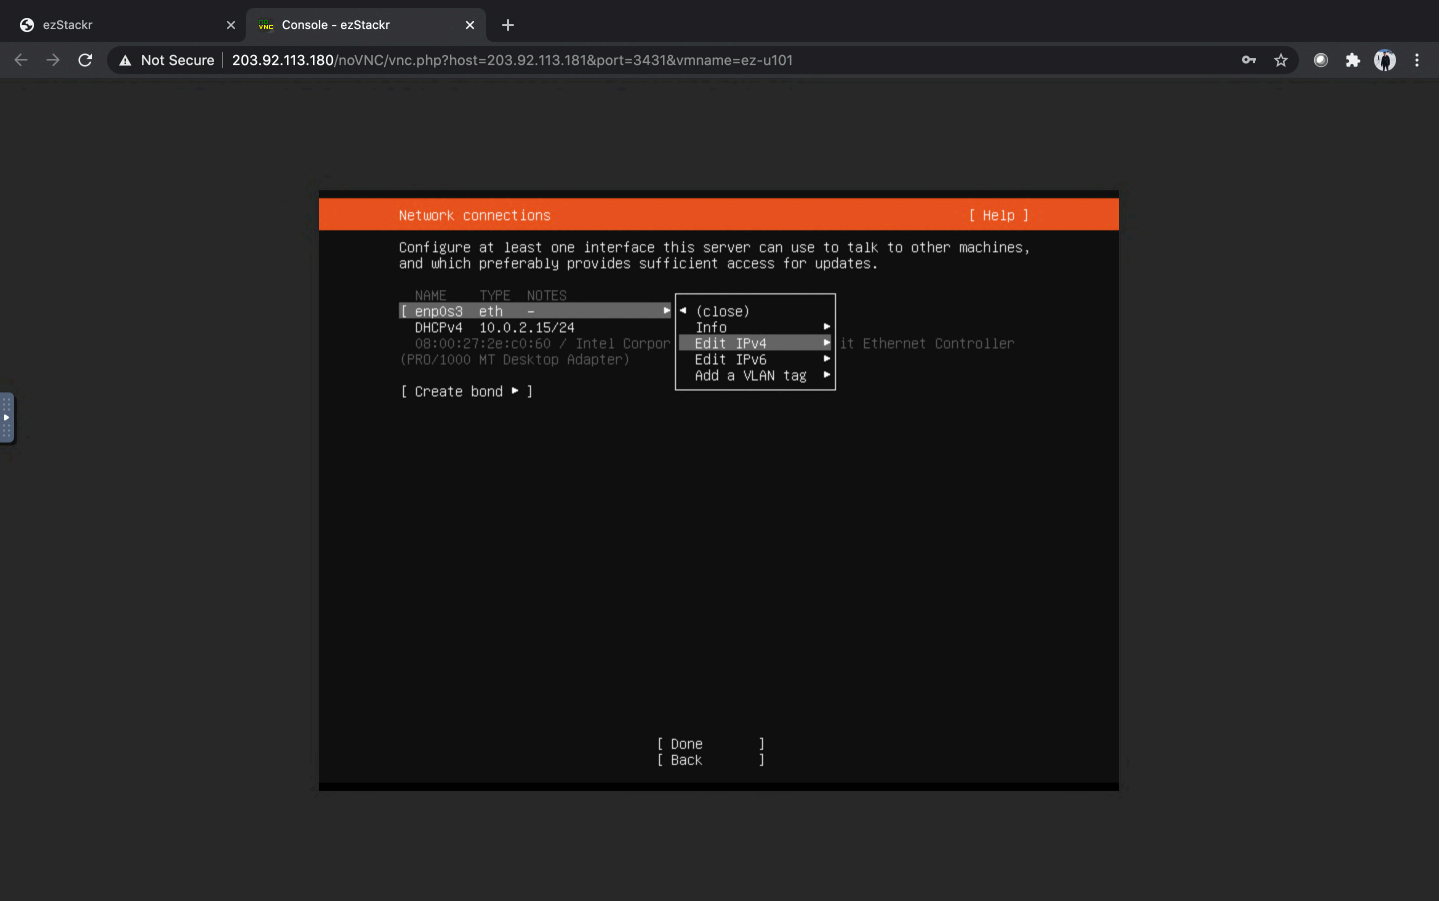 ezStackr
Console - ezStackr
Not Secure 203.92.113.180/noVNC/vnc.php?host=203.92.113.181&port=3431&vmname=ez-u101
Network connections [ Help ]
Configure at least one interface this server can use to talk to other machines,
and which preferably provides sufficient access for updates.
NAME TYPE NOTES
[ enp0s3 eth -
DHCPv4 10.0.2.15/24
08:00:27:2e:c0:60 / Intel Corpor
it Ethernet Controller
(PRO/1000 MT Desktop Adapter)
(close)
Info
Edit IPv4
Edit IPv6
Add a VLAN tag
[ Create bond ▸ ]
[ Done ]
[ Back ]